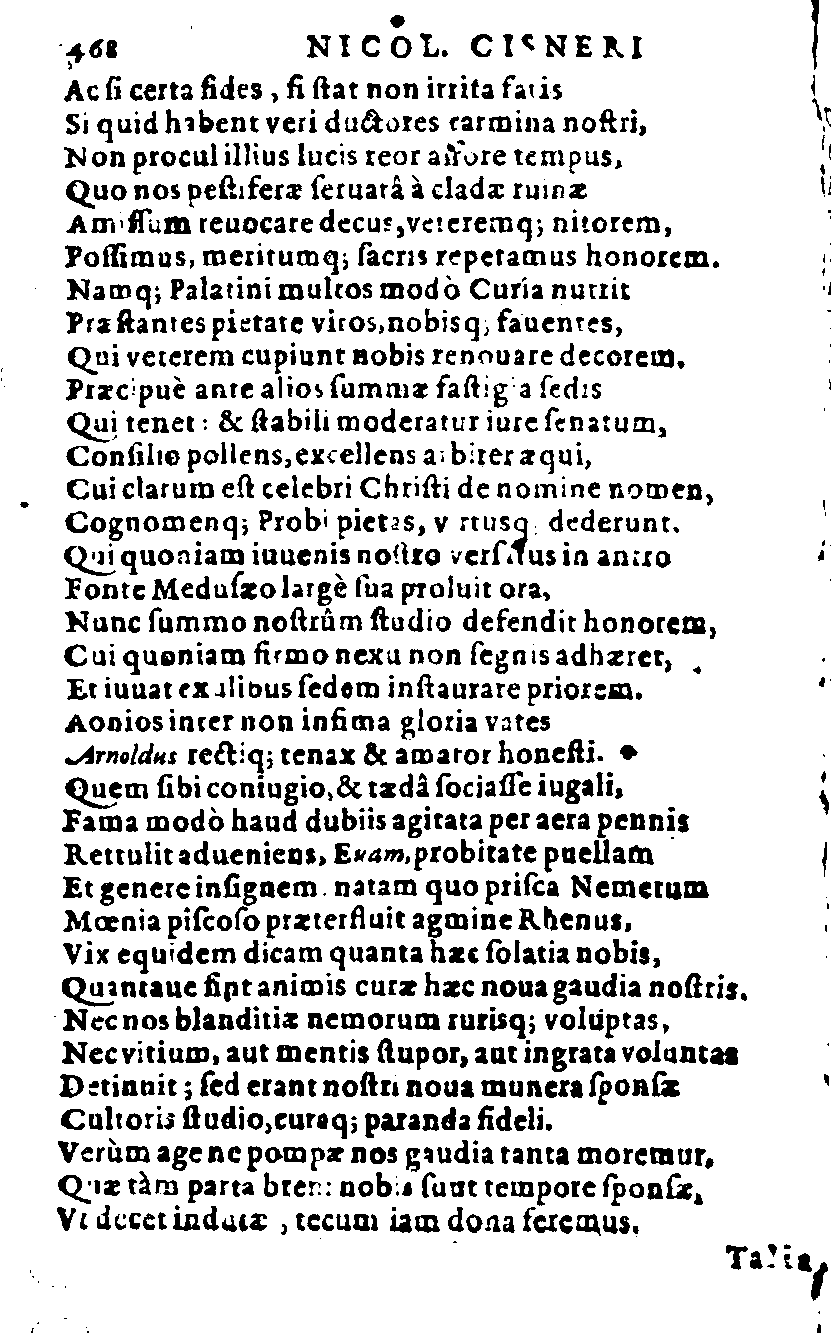 468 NICOL. CISNERI
Ac ſi certa fides, ſi ſtat non irrita fatis
Si quid habent veri ductores carmina noſtri,
Non procul illius lucis reor affore tempus,
Quo nos peſtiferæ ſeruatâ à cladæ ruinæ
Amiſſum reuocare decus, veteremq; nitorem,
Poſſimus, meritumq; ſacris repetamus honorem.
Namq; Palatini multos modò Curia nutrit
Præſtantes pietate viros, nobisq; fauentes,
Qui veterem cupiunt nobis renouare decorem.
Præcipuè ante alios ſummæ faſtigia ſedis
Qui tenet: & ſtabili moderatur iure ſenatum,
Conſilio pollens, excellens arbiter æqui,
Cui clarum eſt celebri Chriſti de nomine nomen,
Cognomenq; Probi pietas, virtusq; dederunt.
Qui quoniam iuuenis noſtro verſatus in antro
Fonte Meduſæo largè ſua proluit ora,
Nunc ſummo noſtrûm ſtudio defendit honorem,
Cui quoniam firmo nexu non ſegnis adhæret,
Et iuuat exilibus ſedem inſtaurare priorem.
Aonios inter non infima gloria vates
Arnoldus rectiq; tenax & amator honeſti.
Quem ſibi coniugio, & tædâ ſociaſſe iugali,
Fama modò haud dubiis agitata per aera pennis
Rettulit adueniens, Euam, probitate puellam
Et genere inſignem. natam quo priſca Nemetum
Mœnia piſcoſo præterfluit agmine Rhenus,
Vix equidem dicam quanta hæc ſolatia nobis,
Quantaue ſint animis curæ hæc noua gaudia noſtris.
Nec nos blanditiæ nemorum rurisq; voluptas,
Nec vitium, aut mentis ſtupor, aut ingrata voluntas
Detinuit; ſed erant noſtri noua munera ſponſæ
Cultoris ſtudio, curaq; paranda fideli.
Verùm age ne pompæ nos gaudia tanta moremur,
Quæ tàm parta breui nobis ſunt tempore ſponſæ,
Vt decet indutæ, tecum iam dona feremus.
Talia,